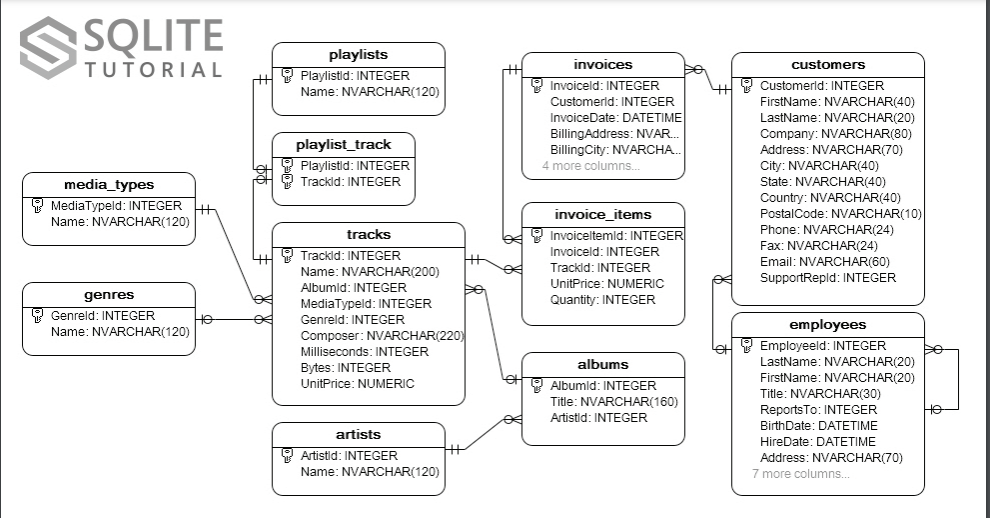 SQLITE
TUTORIAL
playlists
PlaylistId: INTEGER
Name: NVARCHAR(120)
playlist_track
PlaylistId: INTEGER
TrackId: INTEGER
media_types
MediaTypeId: INTEGER
Name: NVARCHAR(120)
genres
GenreId: INTEGER
Name: NVARCHAR(120)
tracks
TrackId: INTEGER
Name: NVARCHAR(200)
AlbumId: INTEGER
MediaTypeId: INTEGER
GenreId: INTEGER
Composer: NVARCHAR(220)
Milliseconds: INTEGER
Bytes: INTEGER
UnitPrice: NUMERIC
artists
ArtistId: INTEGER
Name: NVARCHAR(120)
invoices
InvoiceId: INTEGER
CustomerId: INTEGER
InvoiceDate: DATETIME
BillingAddress: NVAR...
BillingCity: NVARCHA...
4 more columns...
invoice_items
InvoiceItemId: INTEGER
InvoiceId: INTEGER
TrackId: INTEGER
UnitPrice: NUMERIC
Quantity: INTEGER
albums
AlbumId: INTEGER
Title: NVARCHAR(160)
ArtistId: INTEGER
customers
CustomerId: INTEGER
FirstName: NVARCHAR(40)
LastName: NVARCHAR(20)
Company: NVARCHAR(80)
Address: NVARCHAR(70)
City: NVARCHAR(40)
State: NVARCHAR(40)
Country: NVARCHAR(40)
PostalCode: NVARCHAR(10)
Phone: NVARCHAR(24)
Fax: NVARCHAR(24)
Email: NVARCHAR(60)
SupportRepId: INTEGER
employees
EmployeeId: INTEGER
LastName: NVARCHAR(20)
FirstName: NVARCHAR(20)
Title: NVARCHAR(30)
ReportsTo: INTEGER
BirthDate: DATETIME
HireDate: DATETIME
Address: NVARCHAR(70)
7 more columns...